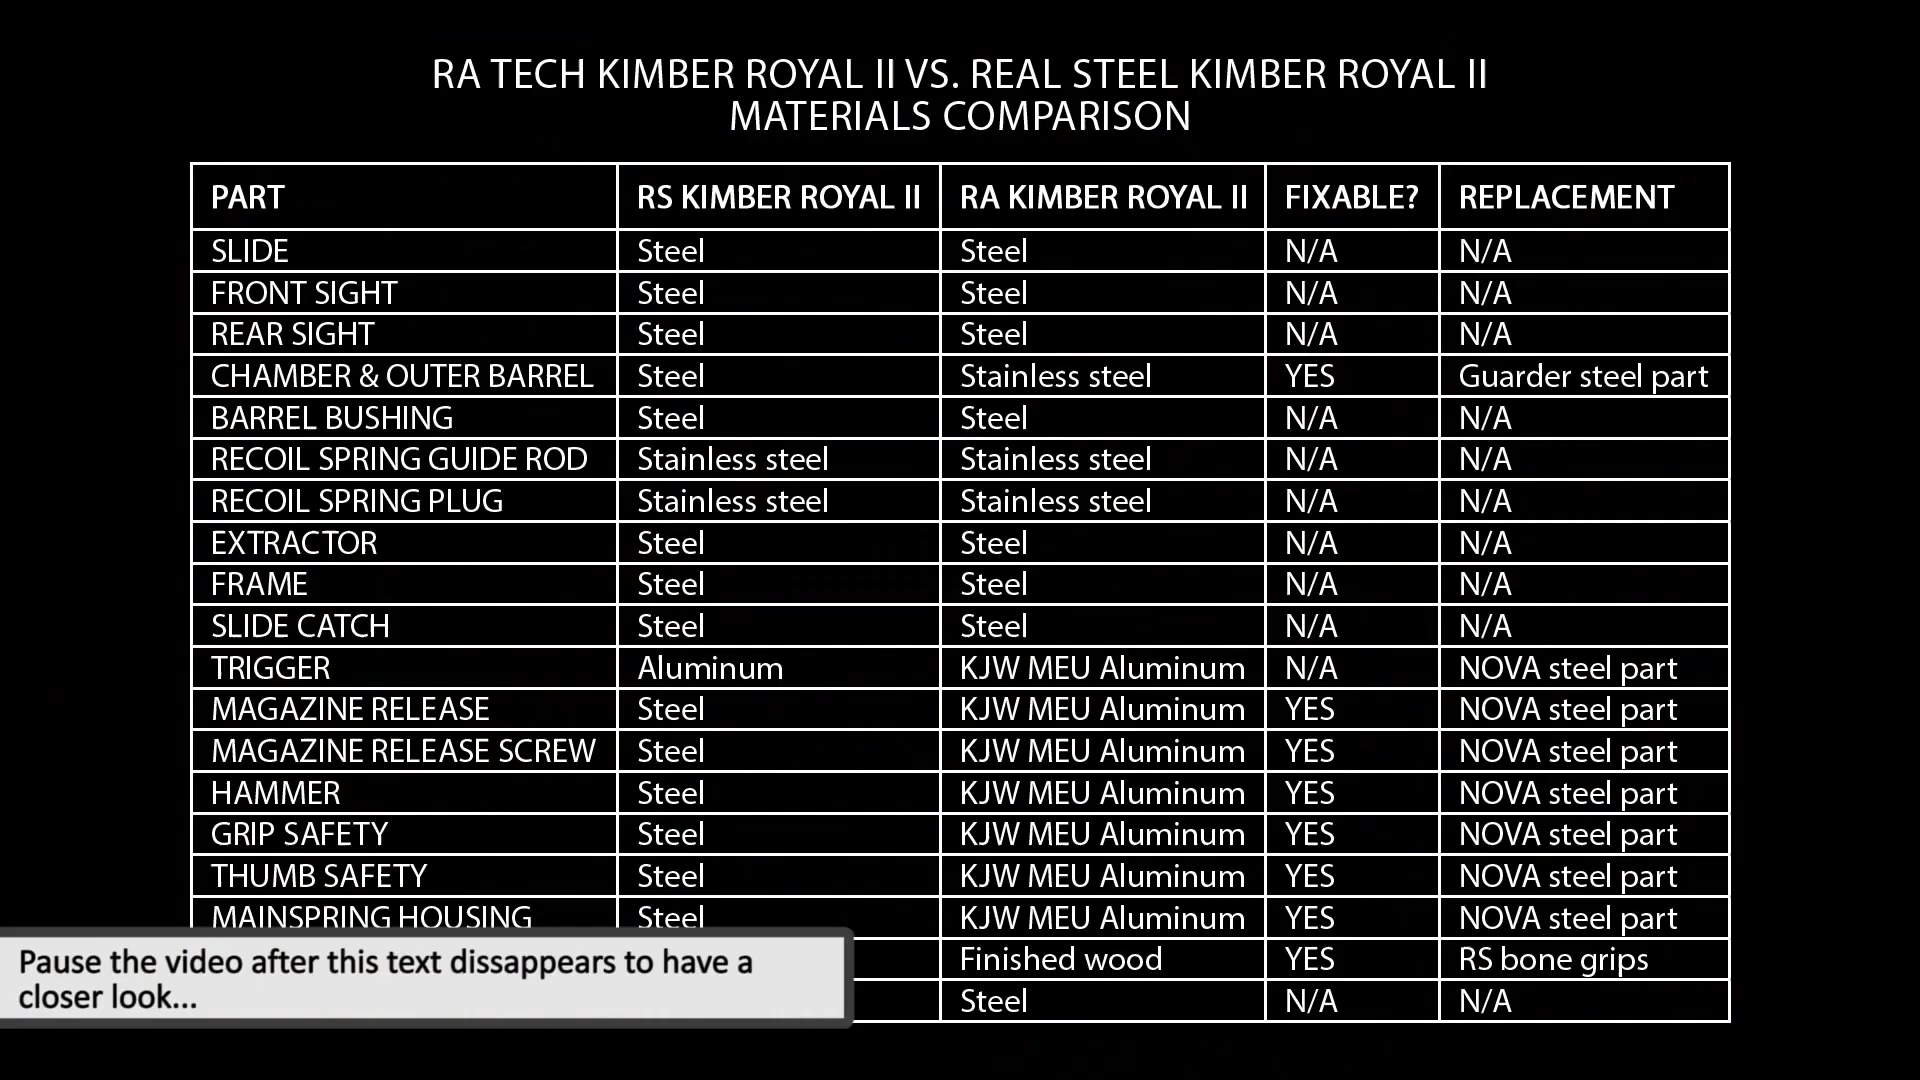 RA TECH KIMBER ROYAL II VS. REAL STEEL KIMBER ROYAL II
MATERIALS COMPARISON
PART RS KIMBER ROYAL II RA KIMBER ROYAL II FIXABLE? REPLACEMENT
SLIDE Steel Steel N/A N/A
FRONT SIGHT Steel Steel N/A N/A
REAR SIGHT Steel Steel N/A N/A
CHAMBER & OUTER BARREL Steel Stainless steel YES Guarder steel part
BARREL BUSHING Steel Steel N/A N/A
RECOIL SPRING GUIDE ROD Stainless steel Stainless steel N/A N/A
RECOIL SPRING PLUG Stainless steel Stainless steel N/A N/A
EXTRACTOR Steel Steel N/A N/A
FRAME Steel Steel N/A N/A
SLIDE CATCH Steel Steel N/A N/A
TRIGGER Aluminum KJW MEU Aluminum N/A NOVA steel part
MAGAZINE RELEASE Steel KJW MEU Aluminum YES NOVA steel part
MAGAZINE RELEASE SCREW Steel KJW MEU Aluminum YES NOVA steel part
HAMMER Steel KJW MEU Aluminum YES NOVA steel part
GRIP SAFETY Steel KJW MEU Aluminum YES NOVA steel part
THUMB SAFETY Steel KJW MEU Aluminum YES NOVA steel part
MAINSPRING HOUSING Steel KJW MEU Aluminum YES NOVA steel part
Finished wood YES RS bone grips
Steel N/A N/A
Pause the video after this text dissappears to have a
closer look...